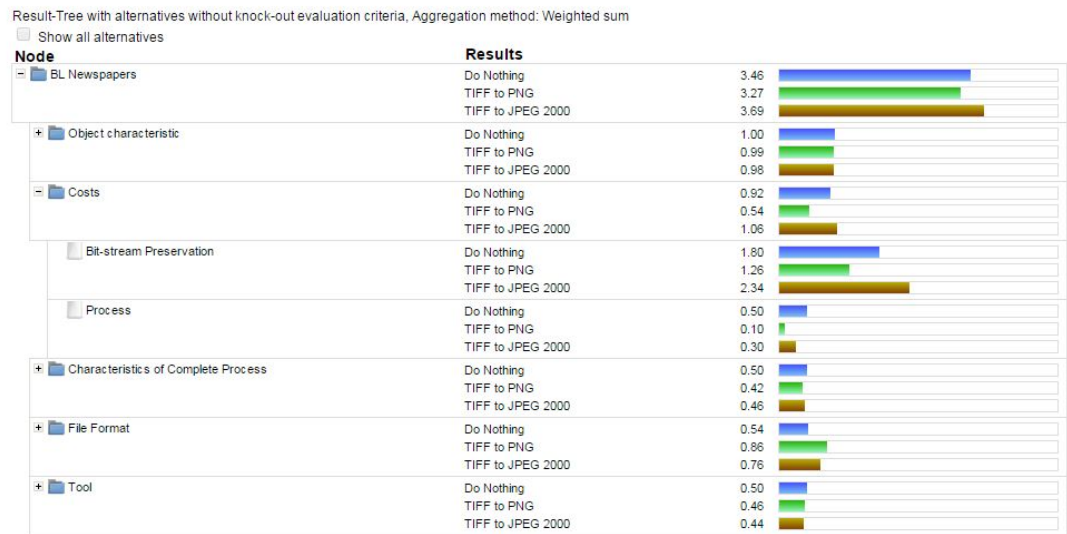 Result-Tree with alternatives without knock-out evaluation criteria, Aggregation method: Weighted sum
Show all alternatives
Node Results
BL Newspapers Do Nothing 3.46
TIFF to PNG 3.27
TIFF to JPEG 2000 3.69
Object characteristic Do Nothing 1.00
TIFF to PNG 0.99
TIFF to JPEG 2000 0.98
Costs Do Nothing 0.92
TIFF to PNG 0.54
TIFF to JPEG 2000 1.06
Bit-stream Preservation Do Nothing 1.80
TIFF to PNG 1.26
TIFF to JPEG 2000 2.34
Process Do Nothing 0.50
TIFF to PNG 0.10
TIFF to JPEG 2000 0.30
Characteristics of Complete Process Do Nothing 0.50
TIFF to PNG 0.42
TIFF to JPEG 2000 0.46
File Format Do Nothing 0.54
TIFF to PNG 0.86
TIFF to JPEG 2000 0.76
Tool Do Nothing 0.50
TIFF to PNG 0.46
TIFF to JPEG 2000 0.44